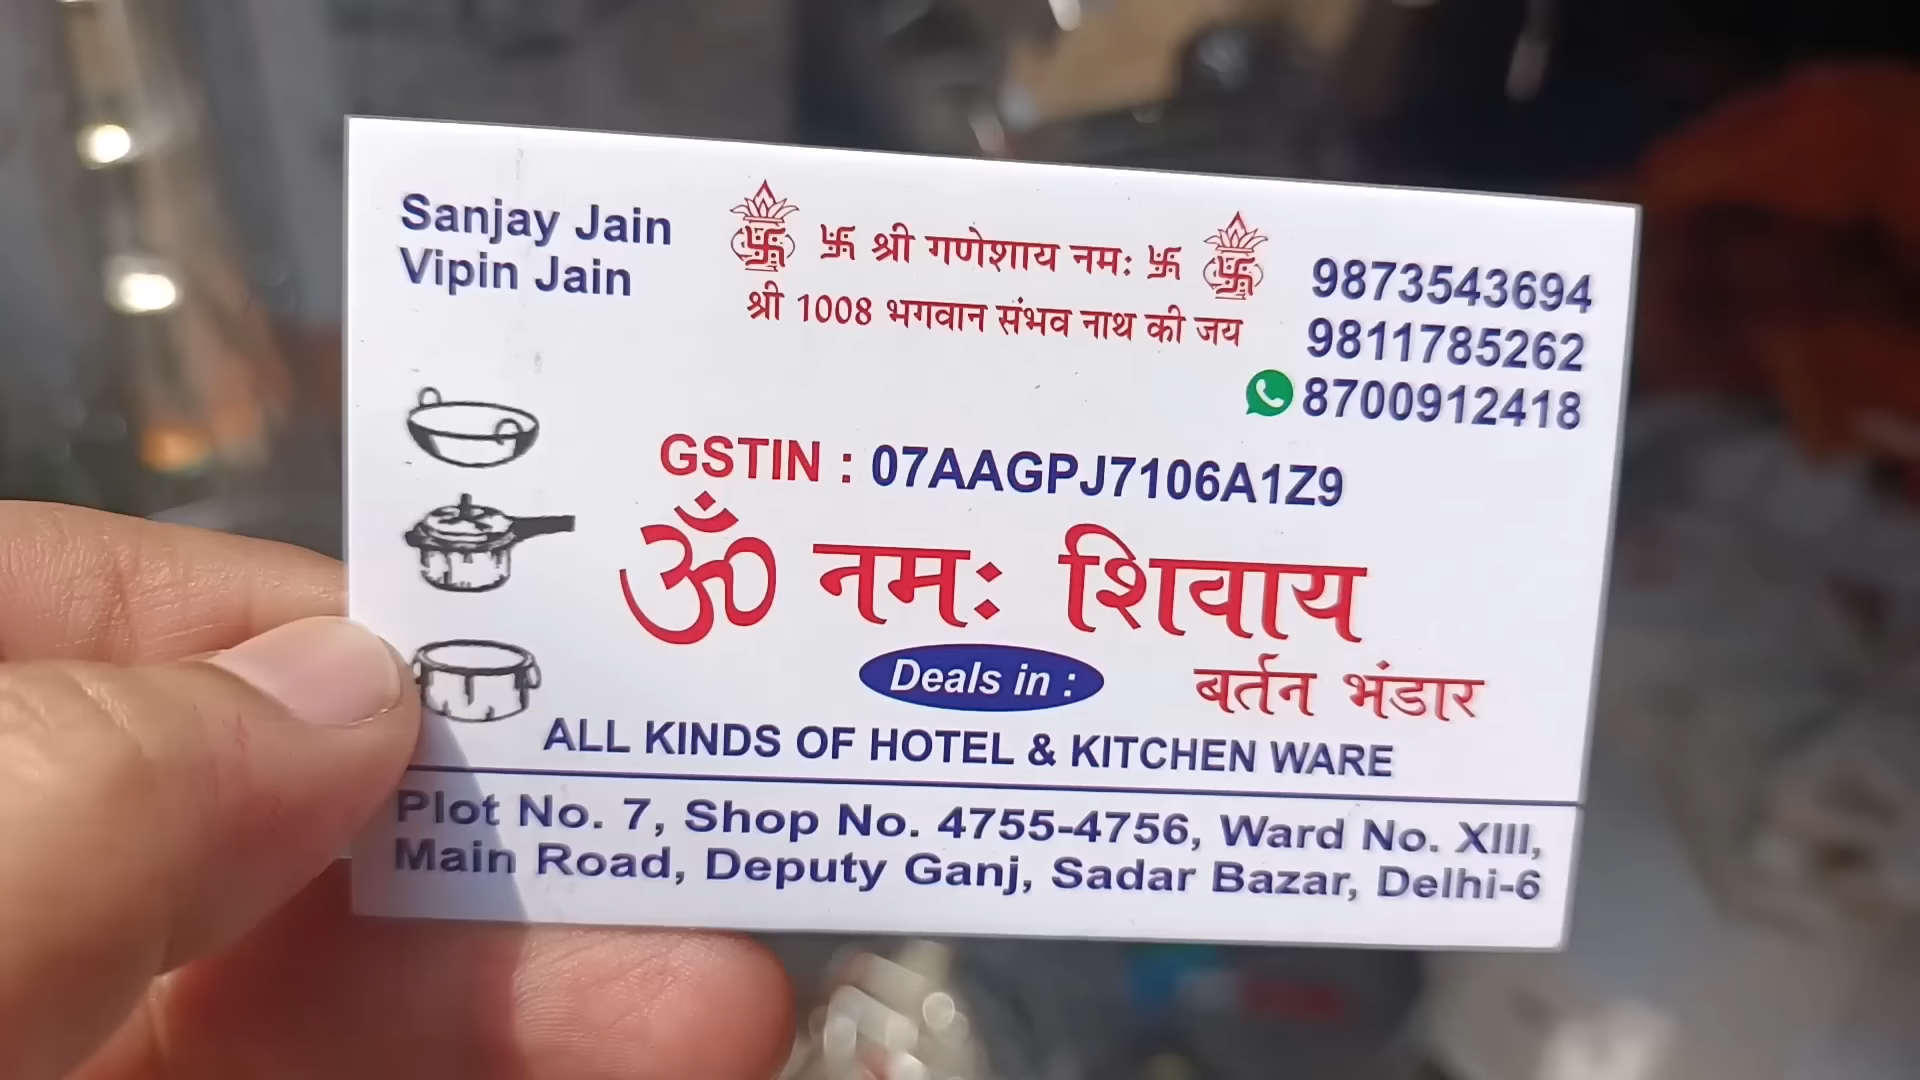 Sanjay Jain
Vipin Jain
卐 श्री गणेशाय नमः 卐
श्री 1008 भगवान संभव नाथ की जय
9873543694
9811785262
8700912418
GSTIN : 07AAGPJ7106A1Z9
ॐ नमः शिवाय
बर्तन भंडार
Deals in :
ALL KINDS OF HOTEL & KITCHEN WARE
Plot No. 7, Shop No. 4755-4756, Ward No. XIII,
Main Road, Deputy Ganj, Sadar Bazar, Delhi-6